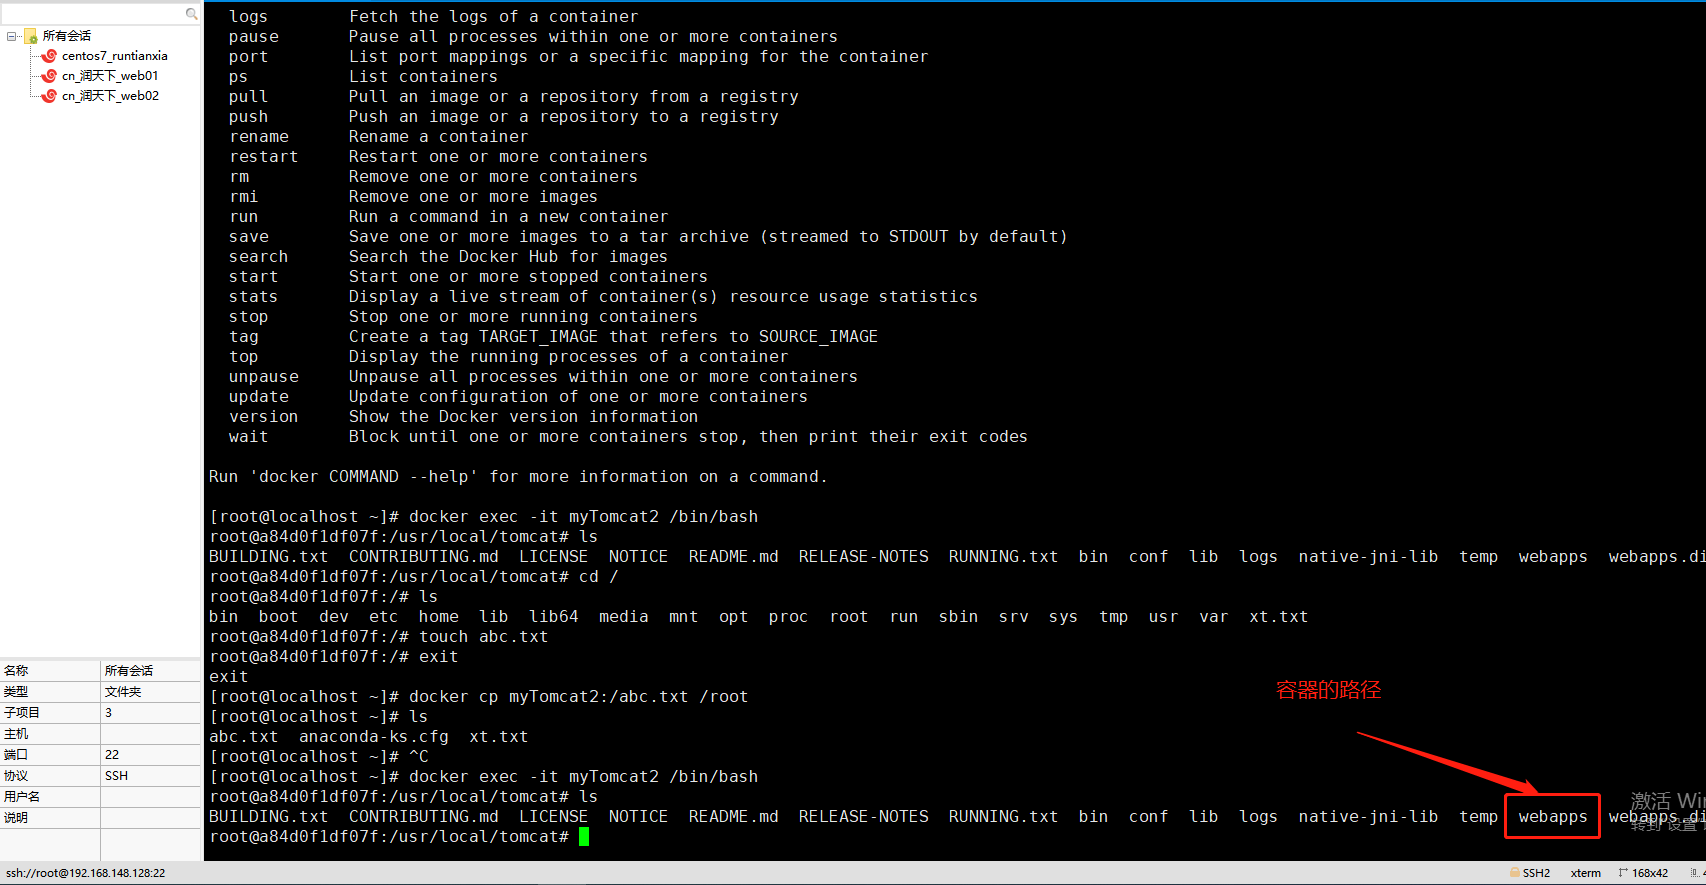 所有会话
centos7_runtianxia
cn_润天下_web01
cn_润天下_web02
名称 所有会话
类型 文件夹
子项目 3
主机
端口 22
协议 SSH
用户名
说明
logs Fetch the logs of a container
pause Pause all processes within one or more containers
port List port mappings or a specific mapping for the container
ps List containers
pull Pull an image or a repository from a registry
push Push an image or a repository to a registry
rename Rename a container
restart Restart one or more containers
rm Remove one or more containers
rmi Remove one or more images
run Run a command in a new container
save Save one or more images to a tar archive (streamed to STDOUT by default)
search Search the Docker Hub for images
start Start one or more stopped containers
stats Display a live stream of container(s) resource usage statistics
stop Stop one or more running containers
tag Create a tag TARGET_IMAGE that refers to SOURCE_IMAGE
top Display the running processes of a container
unpause Unpause all processes within one or more containers
update Update configuration of one or more containers
version Show the Docker version information
wait Block until one or more containers stop, then print their exit codes
Run 'docker COMMAND --help' for more information on a command.
[root@localhost ~]# docker exec -it myTomcat2 /bin/bash
root@a84d0f1df07f:/usr/local/tomcat# ls
BUILDING.txt CONTRIBUTING.md LICENSE NOTICE README.md RELEASE-NOTES RUNNING.txt bin conf lib logs native-jni-lib temp webapps webapps.di
root@a84d0f1df07f:/usr/local/tomcat# cd /
root@a84d0f1df07f:/# ls
bin boot dev etc home lib lib64 media mnt opt proc root run sbin srv sys tmp usr var xt.txt
root@a84d0f1df07f:/# touch abc.txt
root@a84d0f1df07f:/# exit
exit
[root@localhost ~]# docker cp myTomcat2:/abc.txt /root
[root@localhost ~]# ls
abc.txt anaconda-ks.cfg xt.txt
[root@localhost ~]# ^C
[root@localhost ~]# docker exec -it myTomcat2 /bin/bash
root@a84d0f1df07f:/usr/local/tomcat# ls
BUILDING.txt CONTRIBUTING.md LICENSE NOTICE README.md RELEASE-NOTES RUNNING.txt bin conf lib logs native-jni-lib temp webapps webapps.di
root@a84d0f1df07f:/usr/local/tomcat#
容器的路径
激活 Win
转到"设置"
ssh://root@192.168.148.128:22
SSH2 xterm 168x42